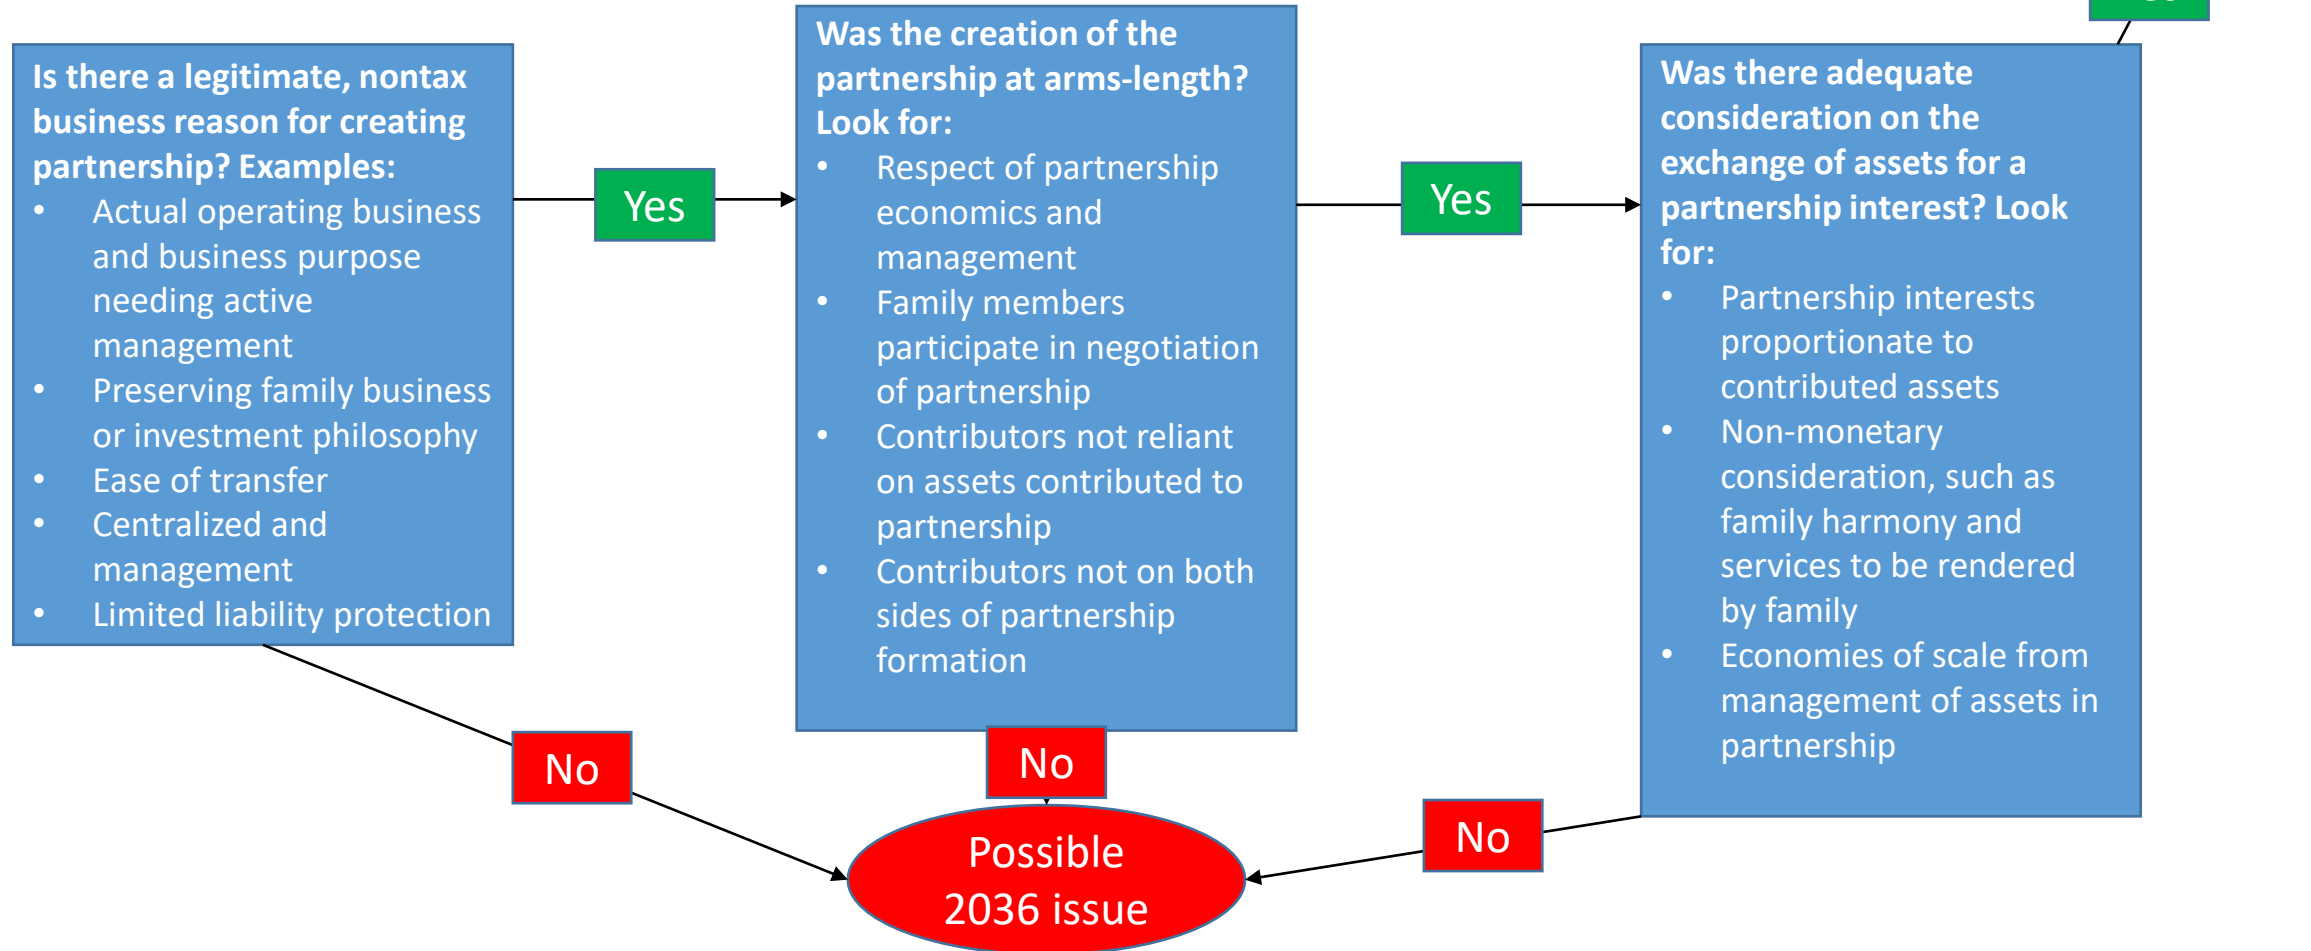 Is there a legitimate, nontax
business reason for creating
partnership? Examples:
• Actual operating business
and business purpose
needing active
management
• Preserving family business
or investment philosophy
• Ease of transfer
• Centralized and
management
• Limited liability protection
Yes
Was the creation of the
partnership at arms-length?
Look for:
• Respect of partnership
economics and
management
• Family members
participate in negotiation
of partnership
• Contributors not reliant
on assets contributed to
partnership
• Contributors not on both
sides of partnership
formation
Yes
Was there adequate
consideration on the
exchange of assets for a
partnership interest? Look
for:
• Partnership interests
proportionate to
contributed assets
• Non-monetary
consideration, such as
family harmony and
services to be rendered
by family
• Economies of scale from
management of assets in
partnership
No
No
No
Possible
2036 issue